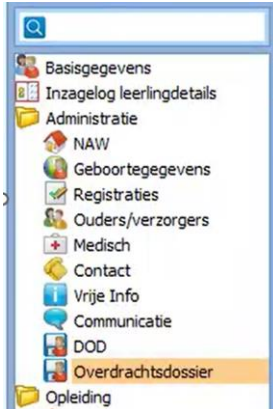 Basisgegevens
Inzagelog leerlingdetails
Administratie
NAW
Geboortegegevens
Registraties
Ouders/verzorgers
Medisch
Contact
Vrije Info
Communicatie
DOD
Overdrachtsdossier
Opleiding